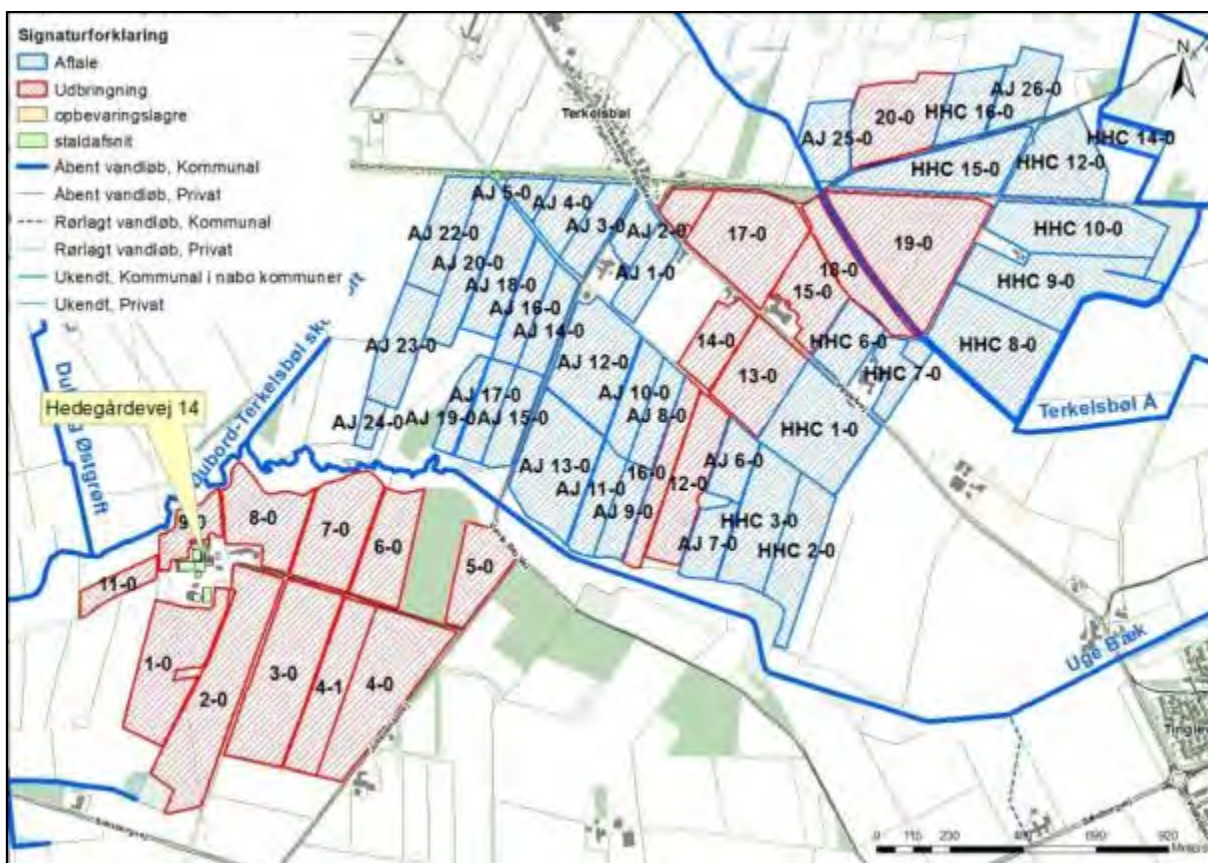 Signaturforklaring
Aftale
Udbringning
opbevaringslagre
staldafsnit
Åbent vandløb, Kommunal
Åbent vandløb, Privat
Rørlagt vandløb, Kommunal
Rørlagt vandløb, Privat
Ukendt, Kommunal i nabo kommuner
Ukendt, Privat
N
Terkelsbøl
AJ 26-0
20-0
HHC 16-0
AJ 25-0
HHC 14-0
HHC 15-0
HHC 12-0
AJ 5-0
AJ 4-0
AJ 3-0
AJ 2-0
AJ 22-0
17-0
19-0
HHC 10-0
AJ 20-0
AJ 1-0
18-0
HHC 9-0
AJ 18-0
15-0
AJ 16-0
AJ 14-0
HHC 6-0
AJ 23-0
AJ 12-0
14-0
HHC 8-0
13-0
HHC 7-0
AJ 17-0
AJ 10-0
Terkelsbøl Å
AJ 24-0
AJ 19-0
AJ 15-0
AJ 8-0
HHC 1-0
Hedegårdevej 14
Østgrøft
Dubord-Terkelsbøl
AJ 13-0
16-0
AJ 6-0
AJ 11-0
12-0
AJ 9-0
HHC 3-0
AJ 7-0
HHC 2-0
9-0
8-0
7-0
6-0
5-0
11-0
1-0
2-0
3-0
4-1
4-0
Uge Bæk
0
230
690
920